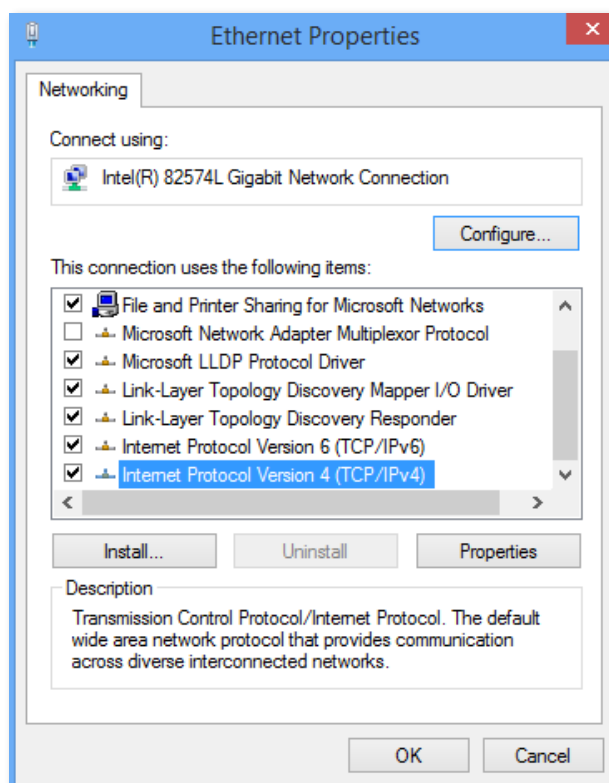 Ethernet Properties
Networking
Connect using:
Intel(R) 82574L Gigabit Network Connection
Configure...
This connection uses the following items:
File and Printer Sharing for Microsoft Networks
Microsoft Network Adapter Multiplexor Protocol
Microsoft LLDP Protocol Driver
Link-Layer Topology Discovery Mapper I/O Driver
Link-Layer Topology Discovery Responder
Internet Protocol Version 6 (TCP/IPv6)
Internet Protocol Version 4 (TCP/IPv4)
Install...
Uninstall
Properties
Description
Transmission Control Protocol/Internet Protocol. The default
wide area network protocol that provides communication
across diverse interconnected networks.
OK
Cancel